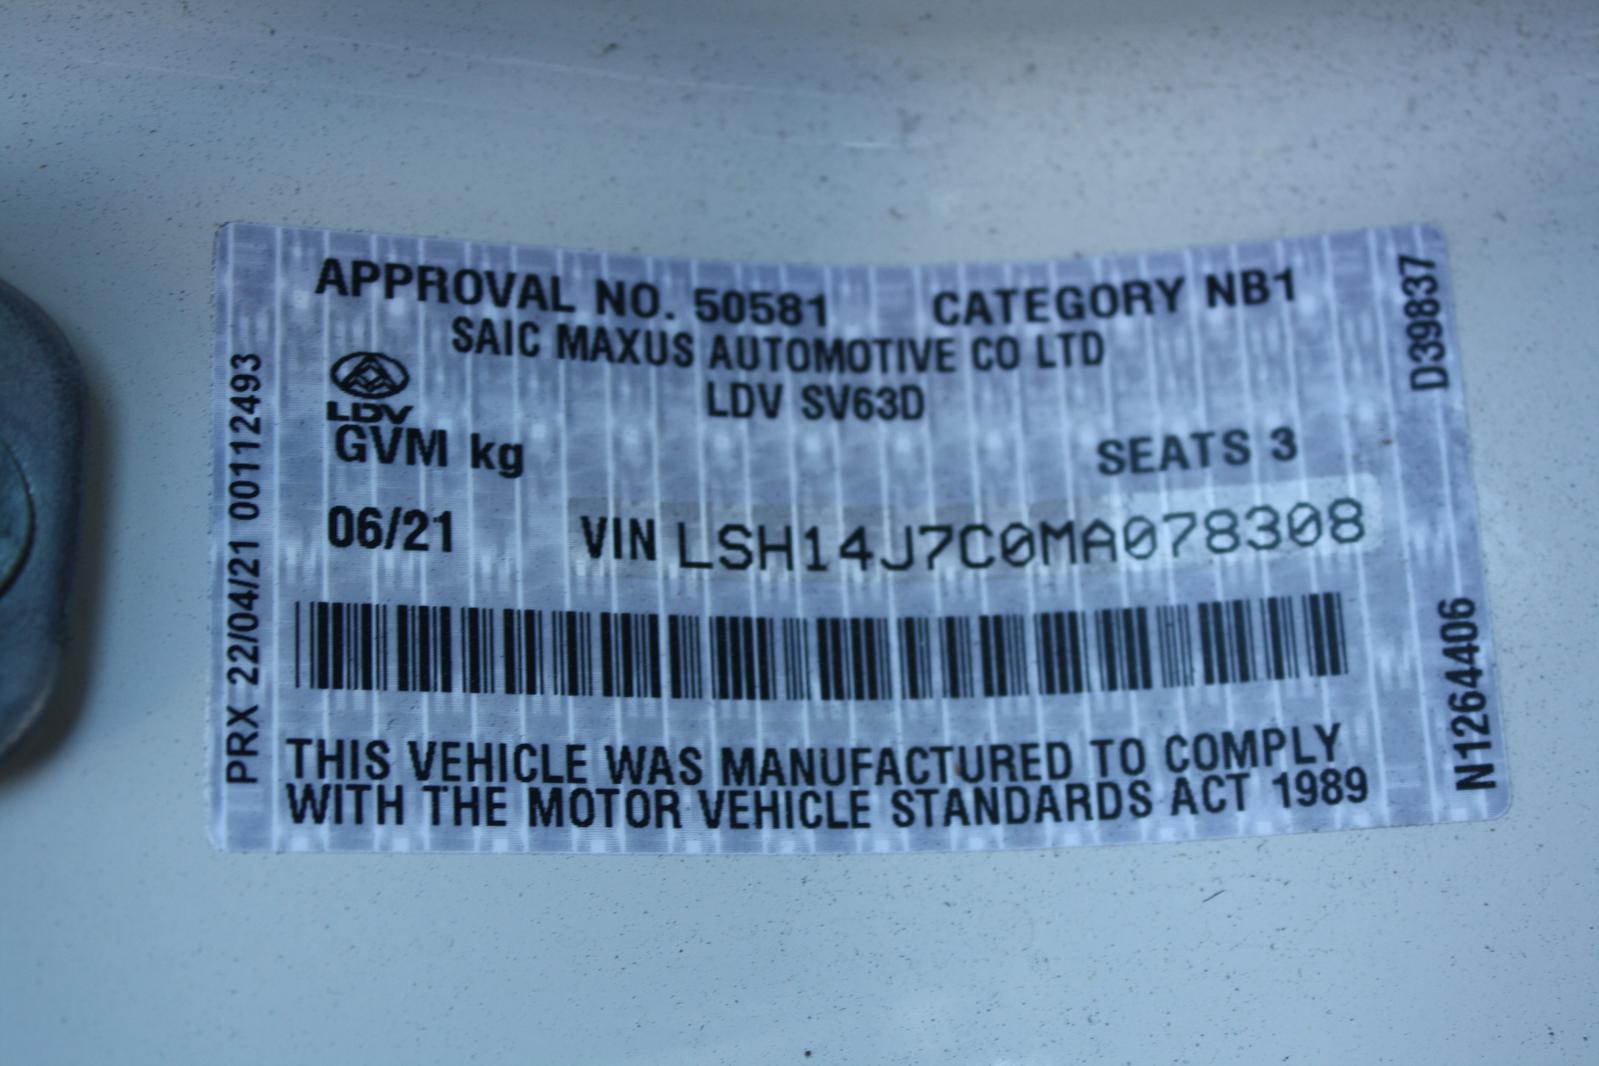 APPROVAL NO. 50581 CATEGORY NB1
SAIC MAXUS AUTOMOTIVE CO LTD
LDV
LDV SV63D
GVM kg SEATS 3
06/21 VIN LSH14J7C0MA078308
THIS VEHICLE WAS MANUFACTURED TO COMPLY
WITH THE MOTOR VEHICLE STANDARDS ACT 1989
PRX 22/04/21 00112493
D39837
N1264406